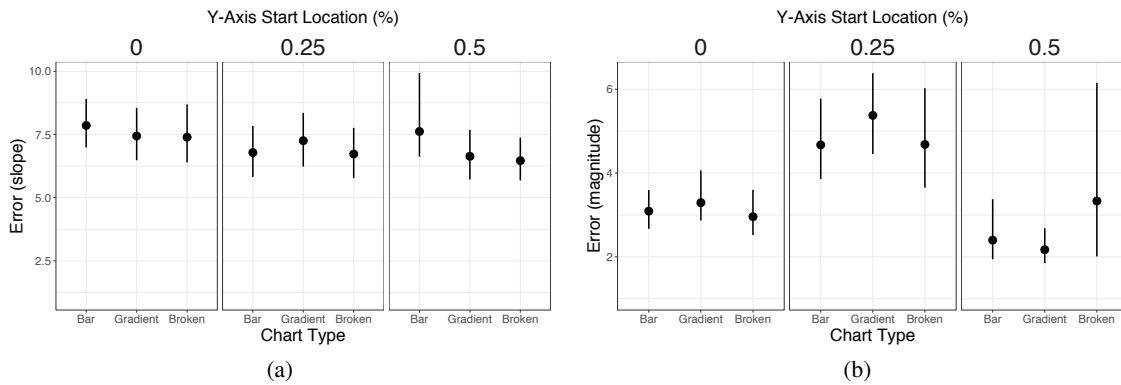 Y-Axis Start Location (%)
0 0.25 0.5
10.0
7.5
5.0
2.5
Error (slope)
Bar Gradient Broken Bar Gradient Broken Bar Gradient Broken
Chart Type
(a)
Y-Axis Start Location (%)
0 0.25 0.5
6
4
2
Error (magnitude)
Bar Gradient Broken Bar Gradient Broken Bar Gradient Broken
Chart Type
(b)